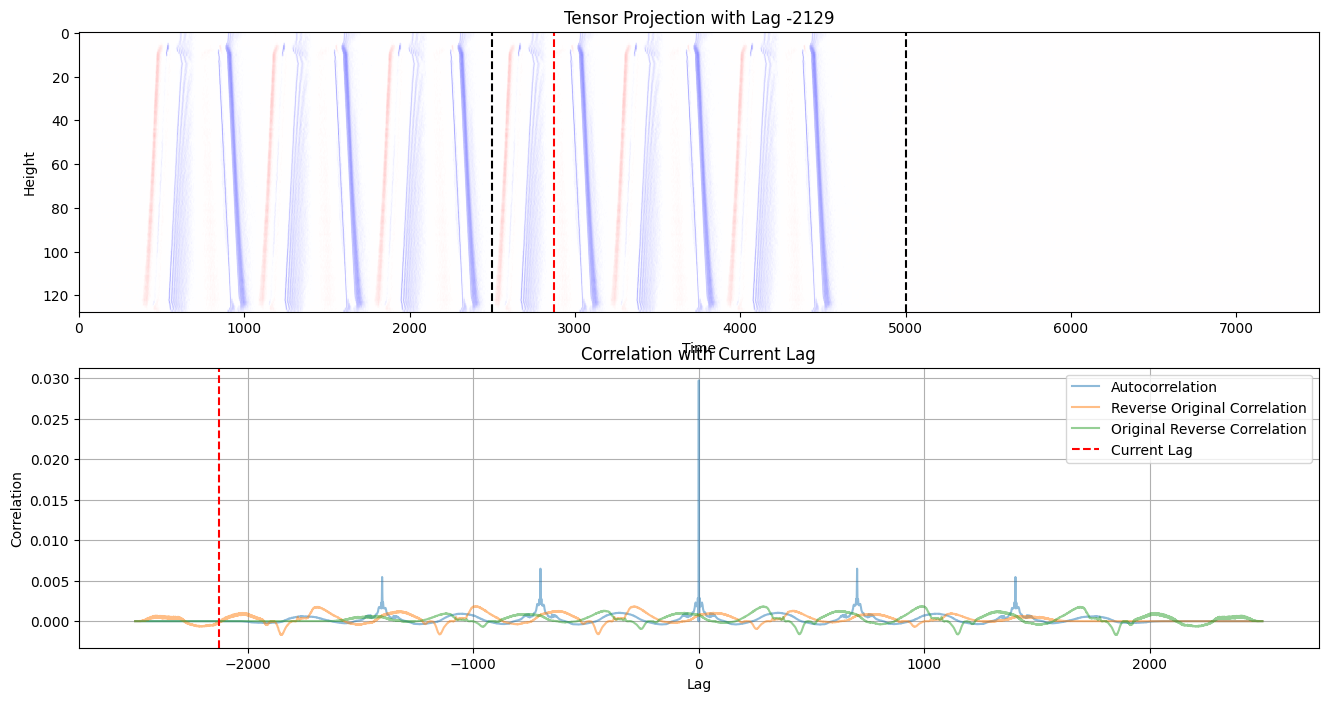 Tensor Projection with Lag -2129
Height
0
20
40
60
80
100
120
0 1000 2000 3000 4000 5000 6000 7000
Time
Correlation with Current Lag
Correlation
0.030
0.025
0.020
0.015
0.010
0.005
0.000
Autocorrelation
Reverse Original Correlation
Original Reverse Correlation
Current Lag
−2000 −1000 0 1000 2000
Lag